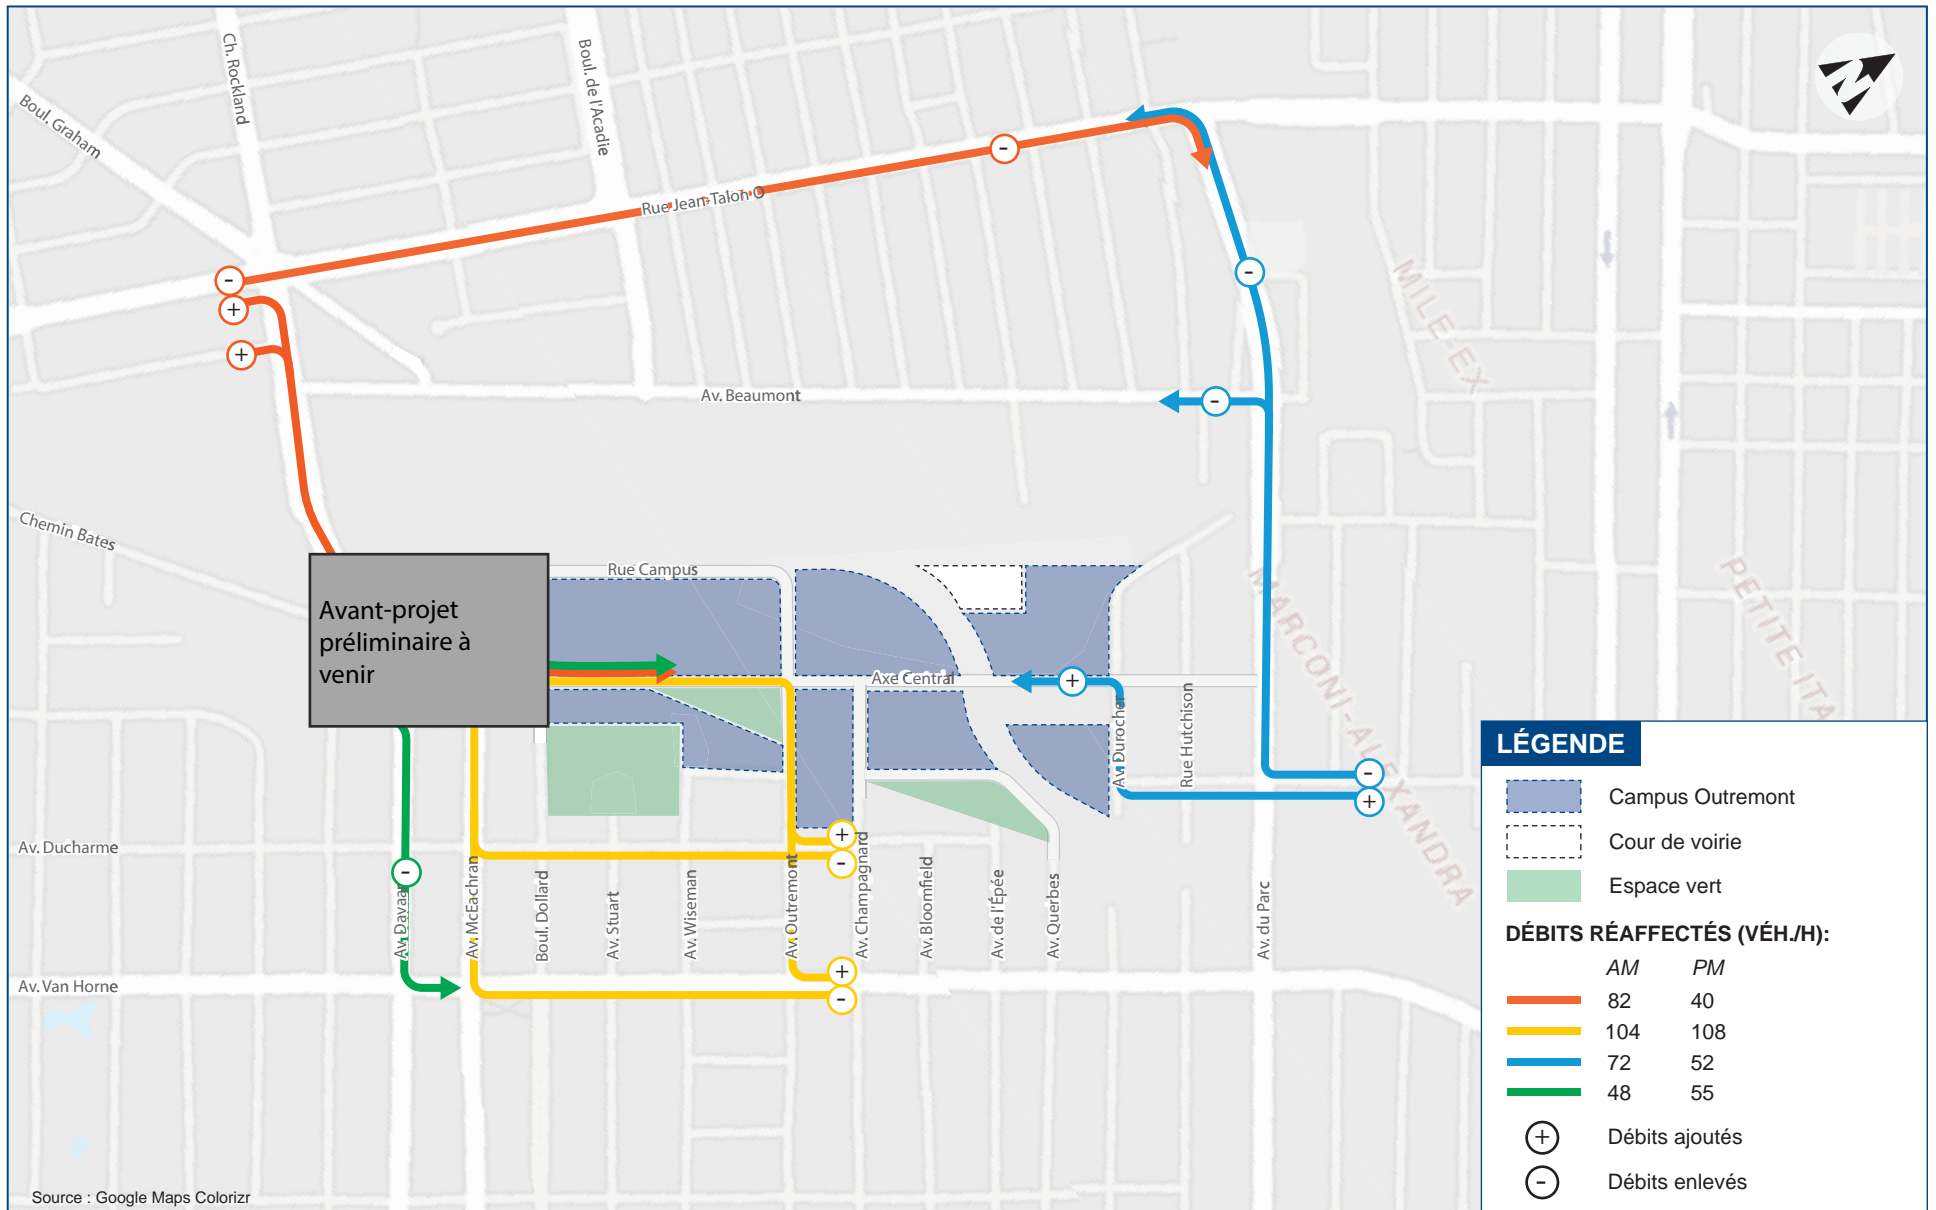 Ch. Rockland
Boul. de l'Acadie
Boul. Graham
Rue Jean-Talon O
-
-
+
+
-
-
Av. Beaumont
MILE-EX
Chemin Bates
Avant-projet
préliminaire à
venir
Rue Campus
Axe Central
+
MARCONI-ALEXANDRA
PETITE ITA
Av. Durocher
Rue Hutchison
-
+
+
-
Av. Ducharme
-
Av. Davaar
Av. McEachran
Boul. Dollard
Av. Stuart
Av. Wiseman
Av. Outremont
Av. Champagnard
Av. Bloomfield
Av. de l'Épée
Av. Querbes
Av. du Parc
+
-
Av. Van Horne
LÉGENDE
Campus Outremont
Cour de voirie
Espace vert
DÉBITS RÉAFFECTÉS (VÉH./H):
AM PM
82 40
104 108
72 52
48 55
+ Débits ajoutés
- Débits enlevés
Source : Google Maps Colorizr